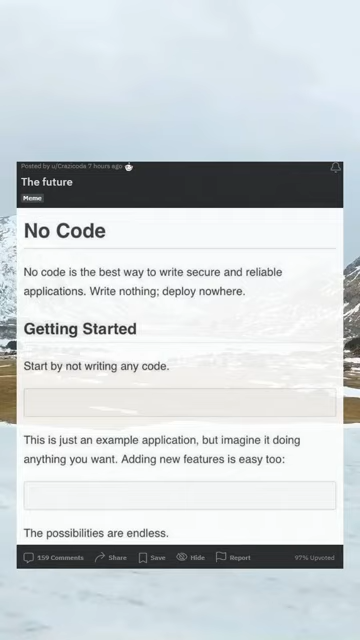 Posted by u/Crazicoda 7 hours ago
The future
Meme
No Code
No code is the best way to write secure and reliable
applications. Write nothing; deploy nowhere.
Getting Started
Start by not writing any code.
This is just an example application, but imagine it doing
anything you want. Adding new features is easy too:
The possibilities are endless.
159 Comments Share Save Hide Report 97% Upvoted